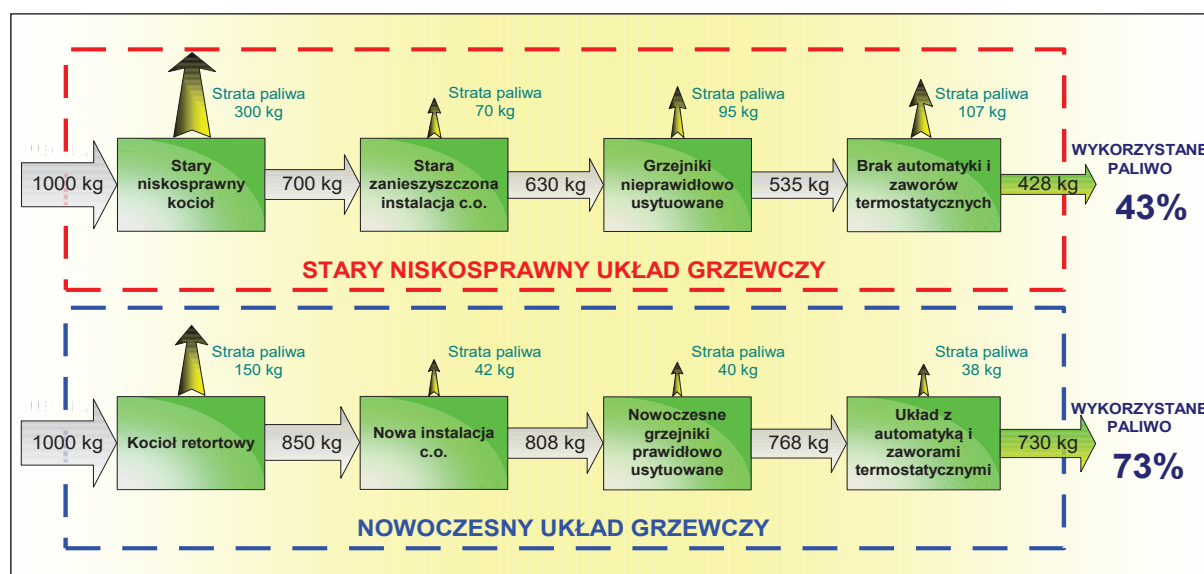 Strata paliwa
300 kg
Strata paliwa
70 kg
Strata paliwa
95 kg
Strata paliwa
107 kg
1000 kg
Stary
niskosprawny
kocioł
700 kg
Stara
zanieszyszczona
instalacja c.o.
630 kg
Grzejniki
nieprawidłowo
usytuowane
535 kg
Brak automatyki i
zaworów
termostatycznych
428 kg
WYKORZYSTANE
PALIWO
43%
STARY NISKOSPRAWNY UKŁAD GRZEWCZY
Strata paliwa
150 kg
Strata paliwa
42 kg
Strata paliwa
40 kg
Strata paliwa
38 kg
1000 kg
Kocioł retortowy
850 kg
Nowa instalacja
c.o.
808 kg
Nowoczesne
grzejniki
prawidłowo
usytuowane
768 kg
Układ z
automatyką i
zaworami
termostatycznymi
730 kg
WYKORZYSTANE
PALIWO
73%
NOWOCZESNY UKŁAD GRZEWCZY